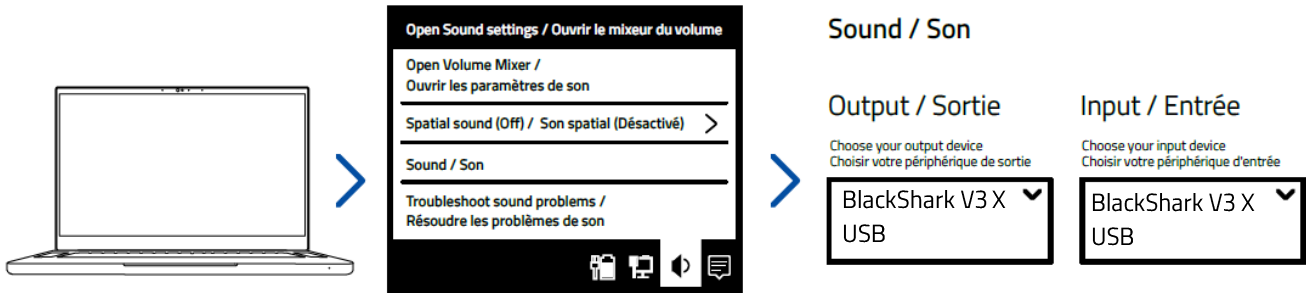 Open Sound settings / Ouvrir le mixeur du volume
Open Volume Mixer /
Ouvrir les paramètres de son
Spatial sound (Off) / Son spatial (Désactivé)
Sound / Son
Troubleshoot sound problems /
Résoudre les problèmes de son
Sound / Son
Output / Sortie
Choose your output device
Choisir votre périphérique de sortie
BlackShark V3 X
USB
Input / Entrée
Choose your input device
Choisir votre périphérique d'entrée
BlackShark V3 X
USB